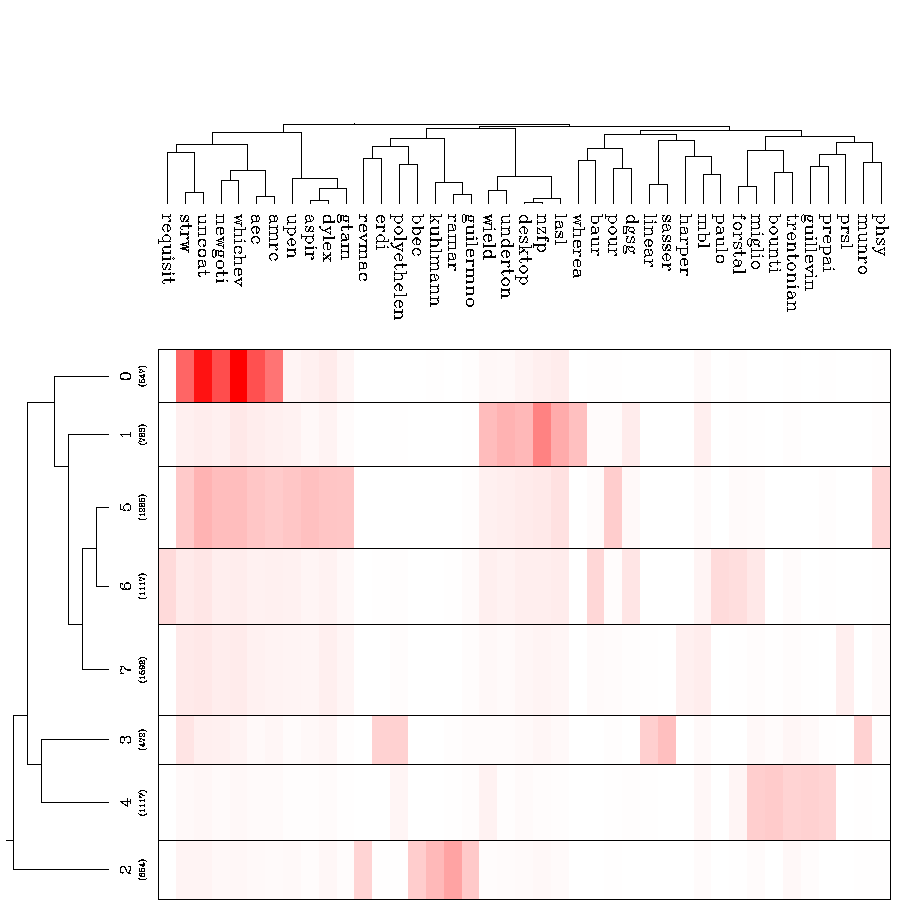 requisit
strw
uncoat
newgoti
whichev
aec
amrc
upen
aspir
dylex
gtam
revmac
erdi
polyethelen
bbec
kuhlmann
ramar
guilermno
wield
underton
desktop
nzfp
lasl
wherea
baur
pour
dgsg
linear
sasser
harper
mbl
paulo
forstal
miglio
bounti
trentonian
guillevin
prepai
prsl
munro
phsy
0
1
5
6
(1117)
7
3
4
(1117)
2